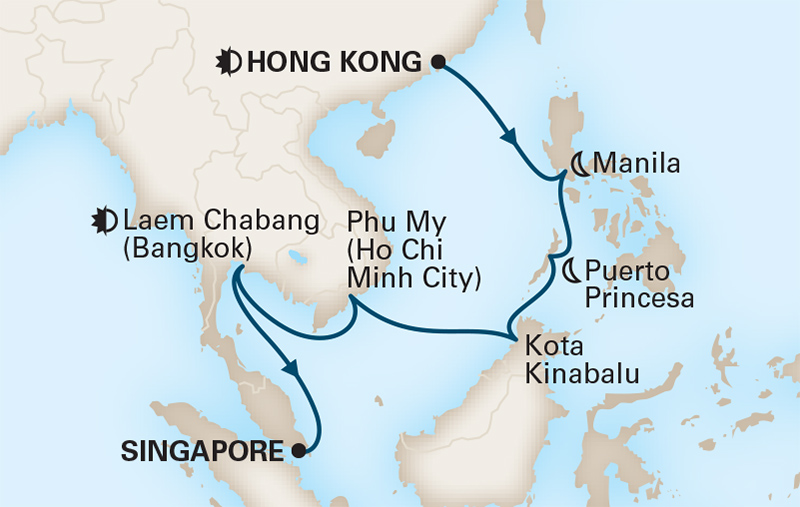 HONG KONG
Manila
Laem Chabang
(Bangkok)
Phu My
(Ho Chi
Minh City)
Puerto
Princesa
Kota
Kinabalu
SINGAPORE